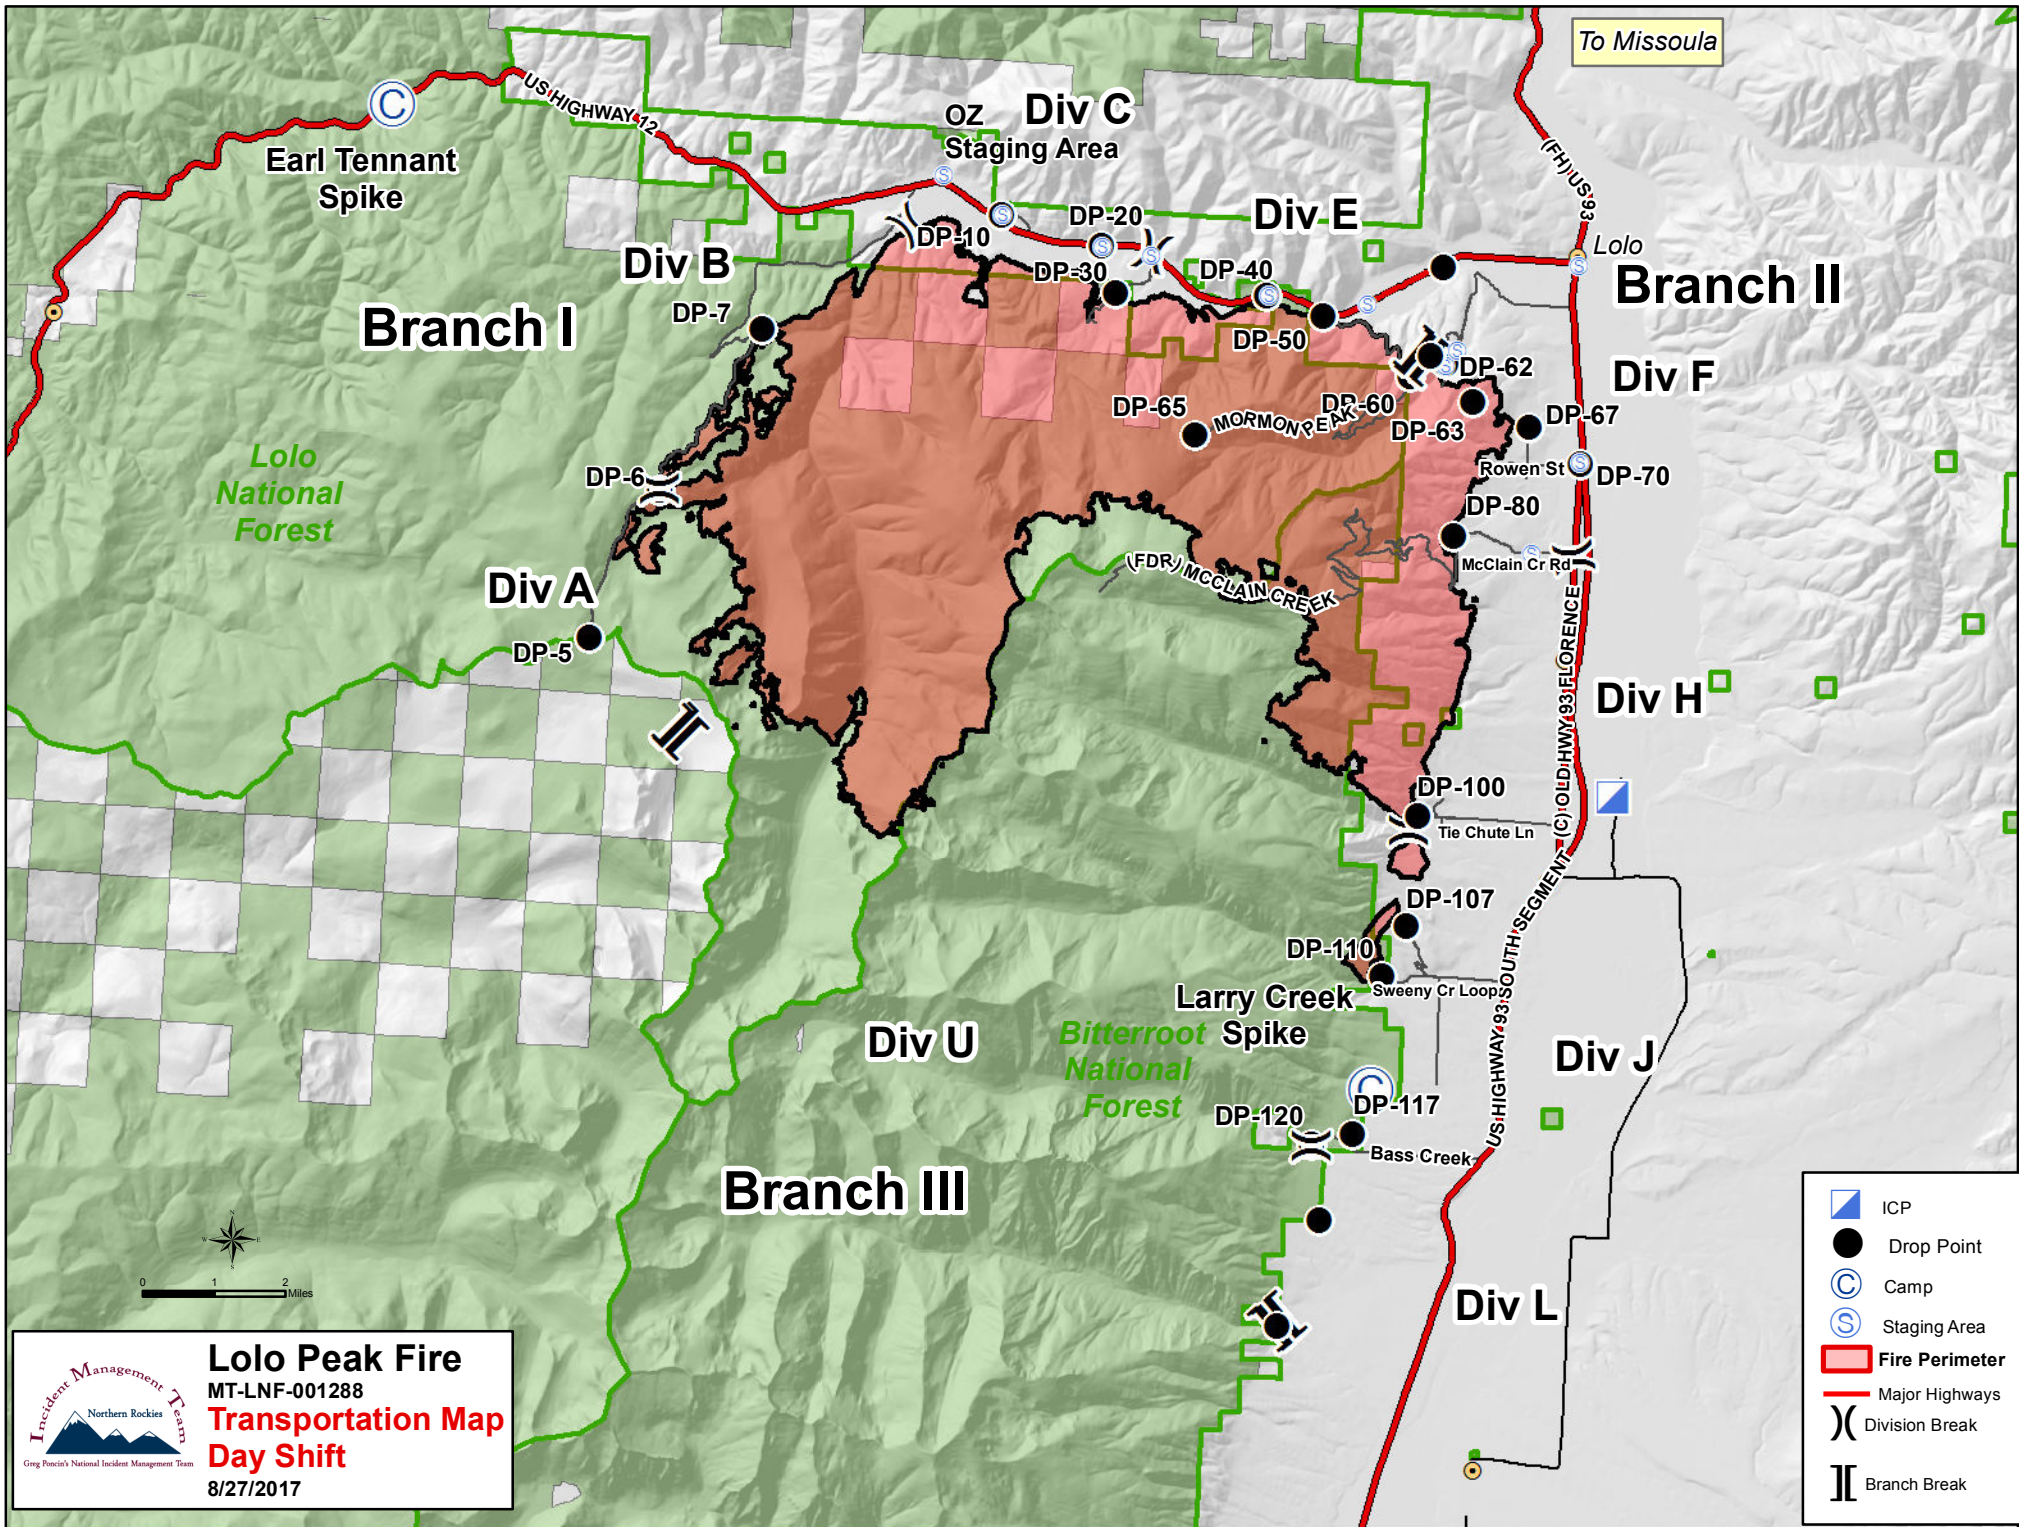 To Missoula
US HIGHWAY 12
Earl Tennant
Spike
OZ
Staging Area
Div C
(FH) US 93
Lolo
Div E
DP-20
DP-10
Div B
DP-30
DP-40
Branch II
DP-7
Branch I
DP-50
DP-62
Div F
DP-65
MORMON PEAK
DP-60
DP-63
DP-67
Lolo
National
Forest
DP-6
Rowen St
DP-70
DP-80
McClain Cr Rd
(FDR) MCCLAIN CREEK
Div A
DP-5
(C) OLD HWY 93 FLORENCE
Div H
DP-100
Tie Chute Ln
DP-107
DP-110
Sweeny Cr Loop
US HIGHWAY 93 SOUTH SEGMENT
Larry Creek
Spike
Bitterroot
National
Forest
Div U
Div J
C
DP-117
DP-120
Bass Creek
Branch III
Div L
N
W
E
S
0 1 2
Miles
Incident Management Team
Northern Rockies
Greg Poncin's National Incident Management Team
Lolo Peak Fire
MT-LNF-001288
Transportation Map
Day Shift
8/27/2017
ICP
Drop Point
C Camp
S Staging Area
Fire Perimeter
Major Highways
Division Break
Branch Break